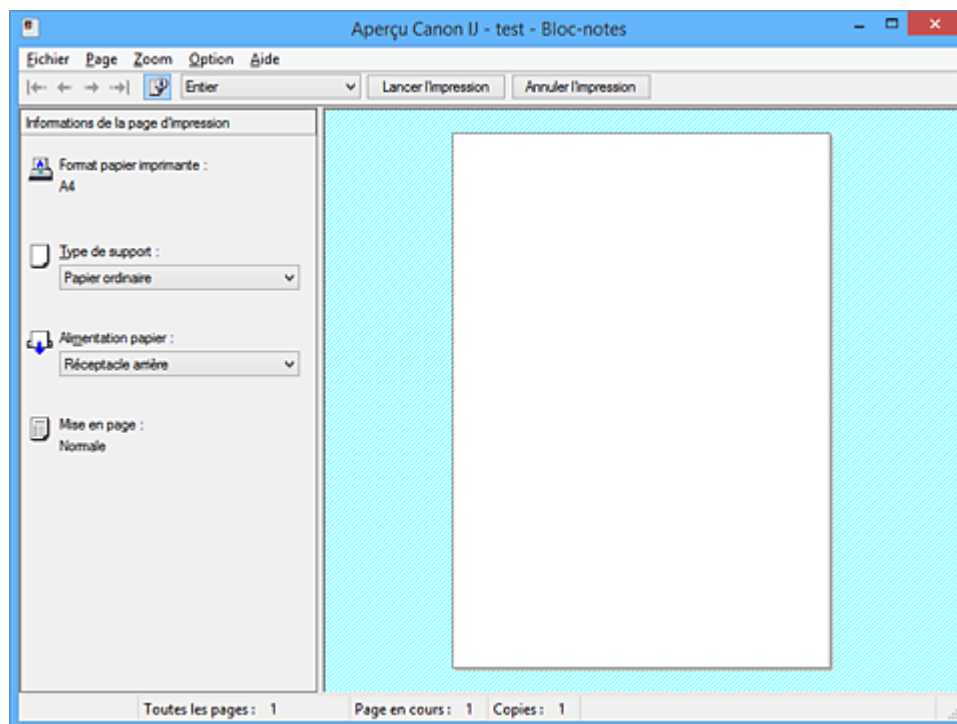 Aperçu Canon IJ - test - Bloc-notes
Fichier Page Zoom Option Aide
Entier Lancer l'impression Annuler l'impression
Informations de la page d'impression
Format papier imprimante :
A4
Type de support :
Papier ordinaire
Alimentation papier :
Réceptacle arrière
Mise en page :
Normale
Toutes les pages : 1 Page en cours : 1 Copies : 1